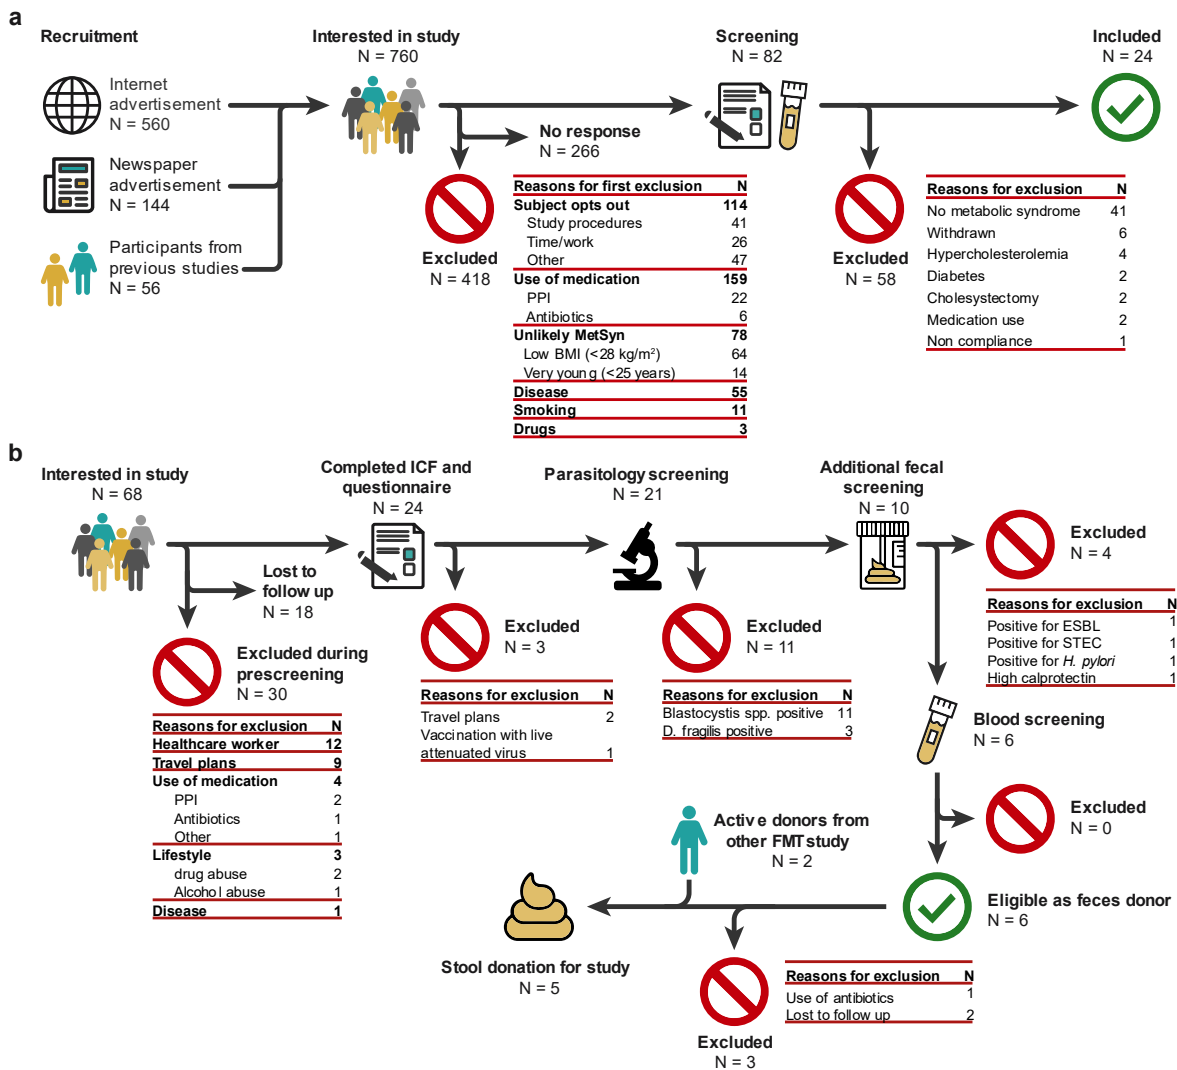 a
Recruitment
Internet
advertisement
N = 560
Newspaper
advertisement
N = 144
Participants from
previous studies
N = 56
Interested in study
N = 760
No response
N = 266
Excluded
N = 418
Reasons for first exclusion N
Subject opts out 114
Study procedures 41
Time/work 26
Other 47
Use of medication 159
PPI 22
Antibiotics 6
Unlikely MetSyn 78
Low BMI (<28 kg/m²) 64
Very young (<25 years) 14
Disease 55
Smoking 11
Drugs 3
Screening
N = 82
Excluded
N = 58
Reasons for exclusion N
No metabolic syndrome 41
Withdrawn 6
Hypercholesterolemia 4
Diabetes 2
Cholesystectomy 2
Medication use 2
Non compliance 1
Included
N = 24
b
Interested in study
N = 68
Lost to
follow up
N = 18
Excluded during
prescreening
N = 30
Reasons for exclusion N
Healthcare worker 12
Travel plans 9
Use of medication 4
PPI 2
Antibiotics 1
Other 1
Lifestyle 3
drug abuse 2
Alcohol abuse 1
Disease 1
Completed ICF and
questionnaire
N = 24
Excluded
N = 3
Reasons for exclusion N
Travel plans 2
Vaccination with live
attenuated virus 1
Parasitology screening
N = 21
Excluded
N = 11
Reasons for exclusion N
Blastocystis spp. positive 11
D. fragilis positive 3
Additional fecal
screening
N = 10
Excluded
N = 4
Reasons for exclusion N
Positive for ESBL 1
Positive for STEC 1
Positive for H. pylori 1
High calprotectin 1
Blood screening
N = 6
Excluded
N = 0
Eligible as feces donor
N = 6
Active donors from
other FMT study
N = 2
Excluded
N = 3
Reasons for exclusion N
Use of antibiotics 1
Lost to follow up 2
Stool donation for study
N = 5